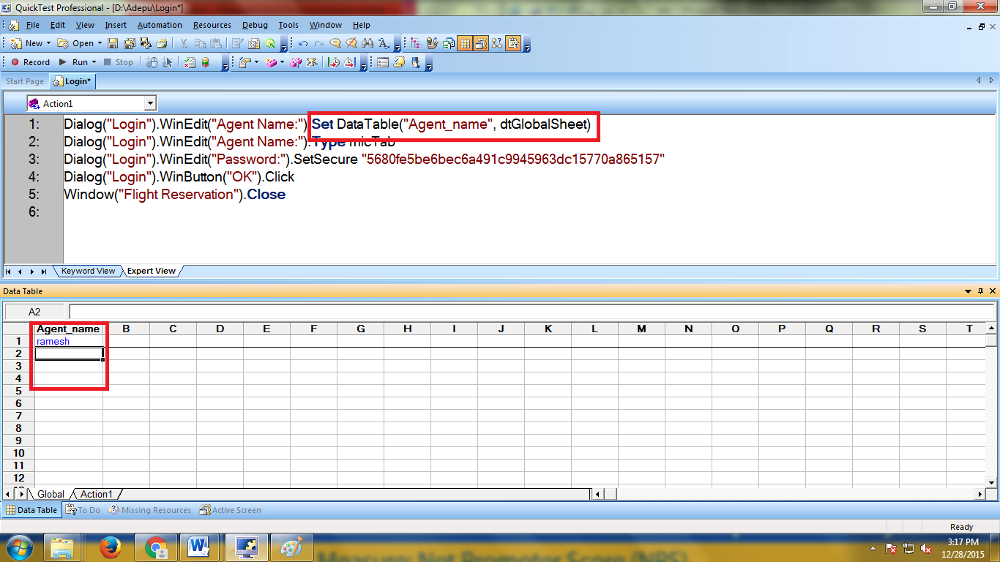 QuickTest Professional - [D:\Adepu\Login*]
File Edit View Insert Automation Resources Debug Tools Window Help
New Open
Record Run Stop
Start Page Login*
Action1
1: Dialog("Login").WinEdit("Agent Name:") Set DataTable("Agent_name", dtGlobalSheet)
2: Dialog("Login").WinEdit("Agent Name:").Type micTab
3: Dialog("Login").WinEdit("Password:").SetSecure "5680fe5be6bec6a491c9945963dc15770a865157"
4: Dialog("Login").WinButton("OK").Click
5: Window("Flight Reservation").Close
6:
Keyword View Expert View
Data Table
A2
Agent_name B C D E F G H I J K L M N O P Q R S T
1 ramesh
2
3
4
5
6
7
8
9
10
11
12
Global Action1
Data Table To Do Missing Resources Active Screen
Ready
3:17 PM
12/28/2015